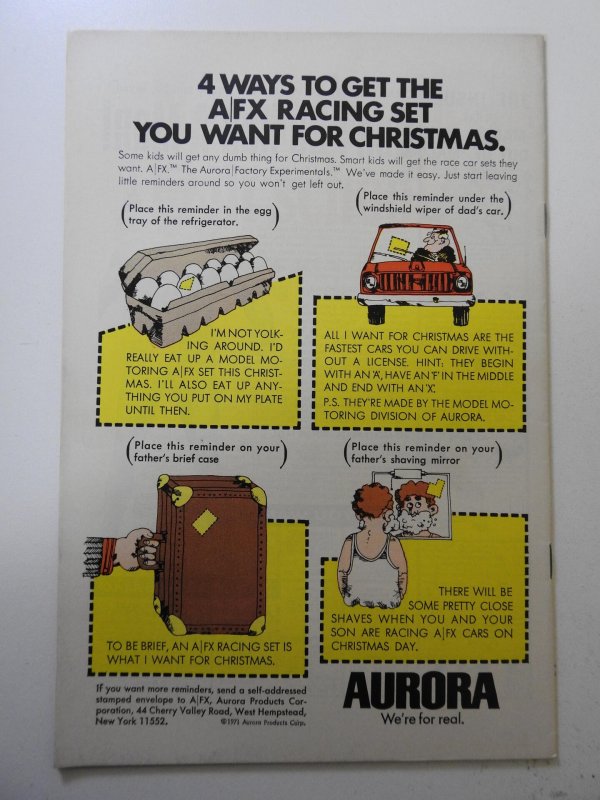 4 WAYS TO GET THE
A|FX RACING SET
YOU WANT FOR CHRISTMAS.
Some kids will get any dumb thing for Christmas. Smart kids will get the race car sets they
want. A|FX.™ The Aurora|Factory Experimentals.™ We've made it easy. Just start leaving
little reminders around so you won't get left out.
(Place this reminder in the egg
tray of the refrigerator.)
(Place this reminder under the
windshield wiper of dad's car.)
I'M NOT YOLK-
ING AROUND. I'D
REALLY EAT UP A MODEL MO-
TORING A|FX SET THIS CHRIST-
MAS. I'LL ALSO EAT UP ANY-
THING YOU PUT ON MY PLATE
UNTIL THEN.
ALL I WANT FOR CHRISTMAS ARE THE
FASTEST CARS YOU CAN DRIVE WITH-
OUT A LICENSE. HINT: THEY BEGIN
WITH AN 'A', HAVE AN 'F' IN THE MIDDLE
AND END WITH AN 'X'.
P.S. THEY'RE MADE BY THE MODEL MO-
TORING DIVISION OF AURORA.
(Place this reminder on your
father's brief case)
(Place this reminder on your
father's shaving mirror)
TO BE BRIEF, AN A|FX RACING SET IS
WHAT I WANT FOR CHRISTMAS.
THERE WILL BE
SOME PRETTY CLOSE
SHAVES WHEN YOU AND YOUR
SON ARE RACING A|FX CARS ON
CHRISTMAS DAY.
If you want more reminders, send a self-addressed
stamped envelope to A|FX, Aurora Products Cor-
poration, 44 Cherry Valley Road, West Hempstead,
New York 11552.
©1971 Aurora Products Corp.
AURORA
We're for real.